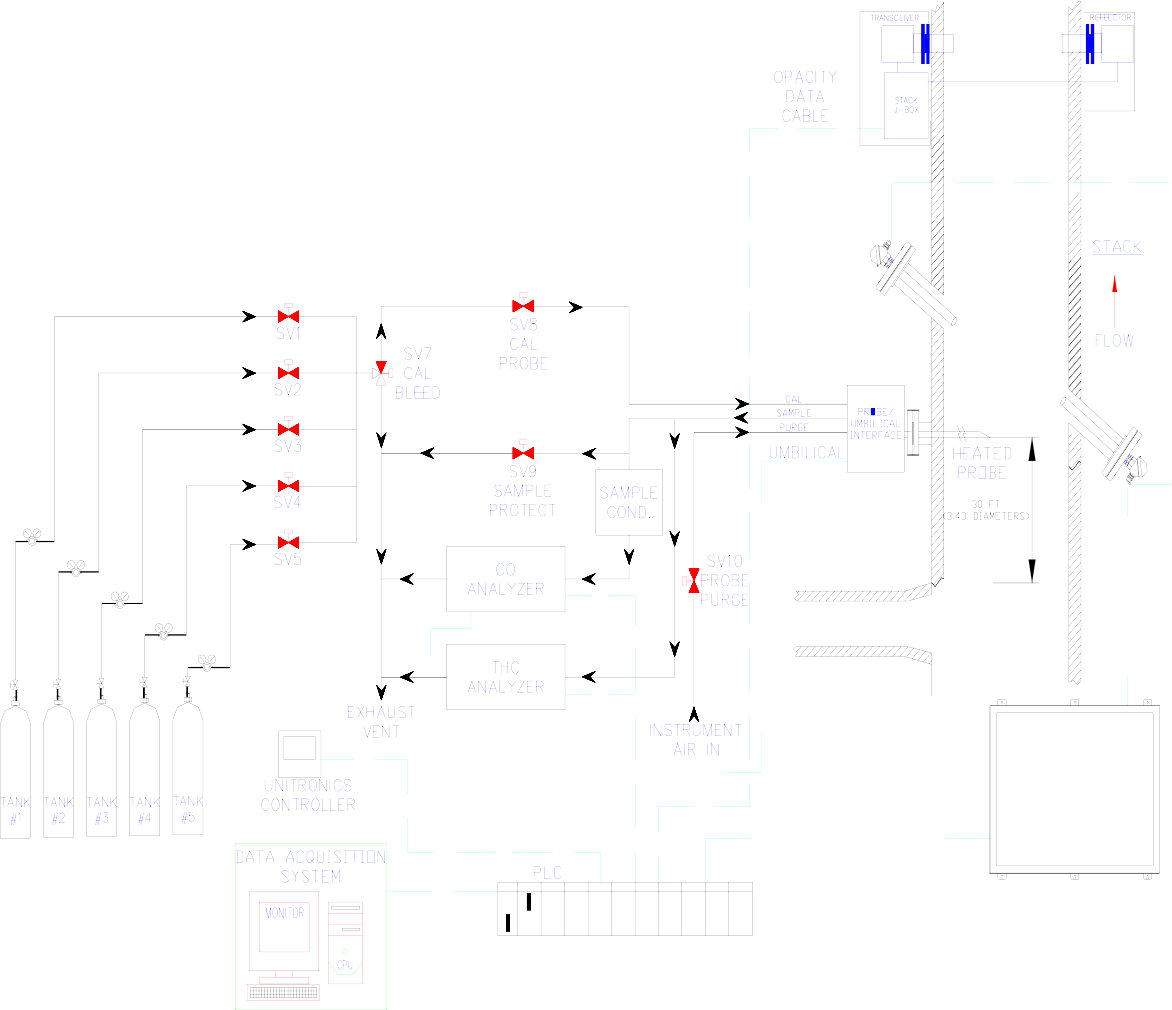 TRANSCEIVER
REFLECTOR
OPACITY
DATA
CABLE
STACK
J-BOX
STACK
FLOW
SV1
SV2
SV3
SV4
SV5
SV7
CAL
BLEED
SV8
CAL
PROBE
SV9
SAMPLE
PROTECT
CAL
SAMPLE
PURGE
UMBILICAL
PROBE/
UMBILICAL
INTERFACE
HEATED
PROBE
30 FT
(3.43 DIAMETERS)
SAMPLE
COND.
CO
ANALYZER
THC
ANALYZER
SV10
PROBE
PURGE
EXHAUST
VENT
INSTRUMENT
AIR IN
UNITRONICS
CONTROLLER
TANK
#1
TANK
#2
TANK
#3
TANK
#4
TANK
#5
DATA ACQUISITION
SYSTEM
MONITOR
CPU
PLC